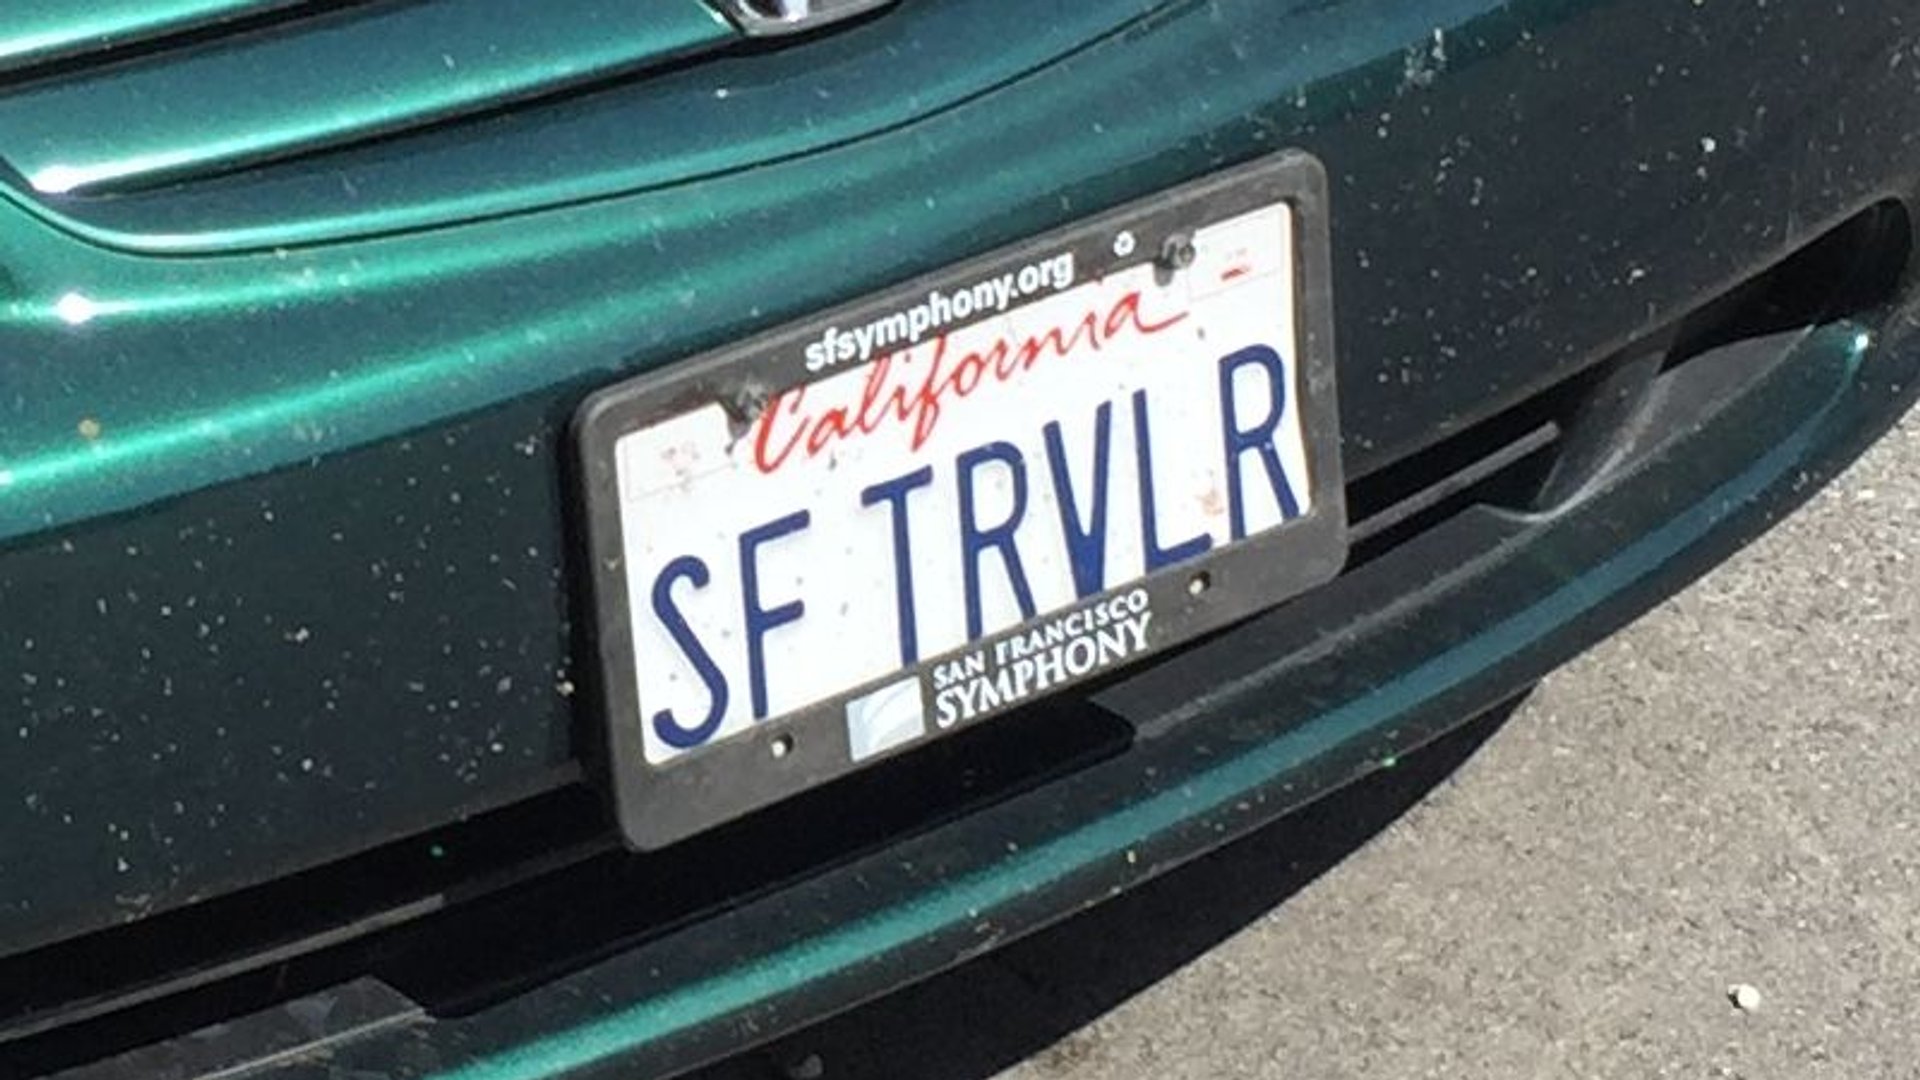 sfsymphony.org
California
SF TRVLR
SAN FRANCISCO
SYMPHONY